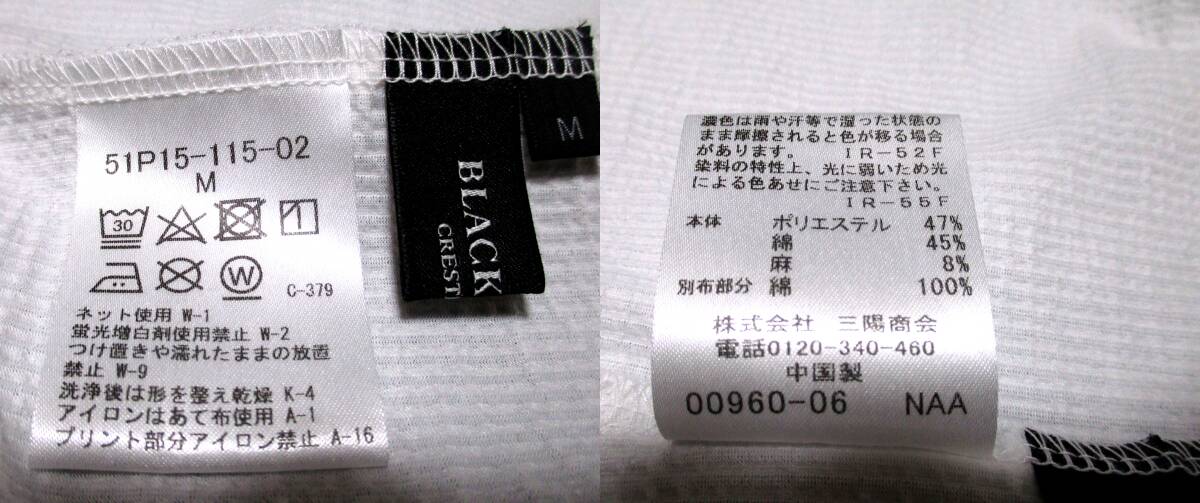 51P15-115-02
M
30
C-379
ネット使用 W-1
蛍光増白剤使用禁止 W-2
つけ置きや濡れたままの放置
禁止 W-9
洗浄後は形を整え乾燥 K-4
アイロンはあて布使用 A-1
プリント部分アイロン禁止 A-16
BLACK
CREST
M
濃色は雨や汗等で湿った状態の
まま摩擦されると色が移る場合
があります。 IR-52F
染料の特性上、光に弱いため光
による色あせにご注意下さい。
IR-55F
本体 ポリエステル 47%
綿 45%
麻 8%
別布部分 綿 100%
株式会社 三陽商会
電話0120-340-460
中国製
00960-06 NAA